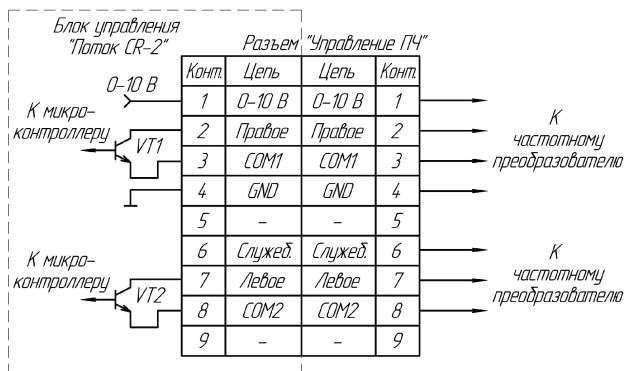 Блок управления
"Поток CR-2"
Разъем "Управление ПЧ"
Конт. Цепь Цепь Конт.
0-10 В
1 0-10 В 0-10 В 1
2 Правое Правое 2
3 COM1 COM1 3
4 GND GND 4
5 - - 5
6 Служеб. Служеб. 6
7 Левое Левое 7
8 COM2 COM2 8
9 - - 9
К микро-
контроллеру
VT1
К
частотному
преобразователю
К микро-
контроллеру
VT2
К
частотному
преобразователю